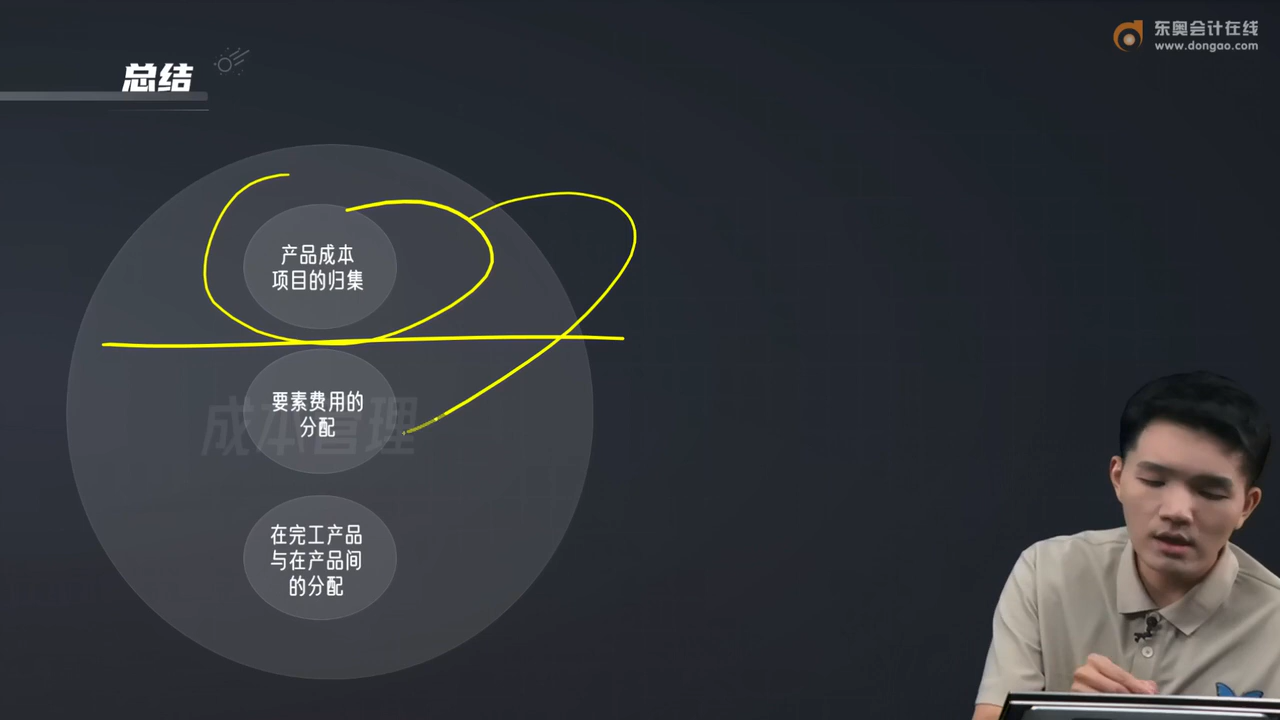 东奥会计在线
www.dongao.com
总结
产品成本
项目的归集
要素费用的
分配
成本管理
在完工产品
与在产品间
的分配